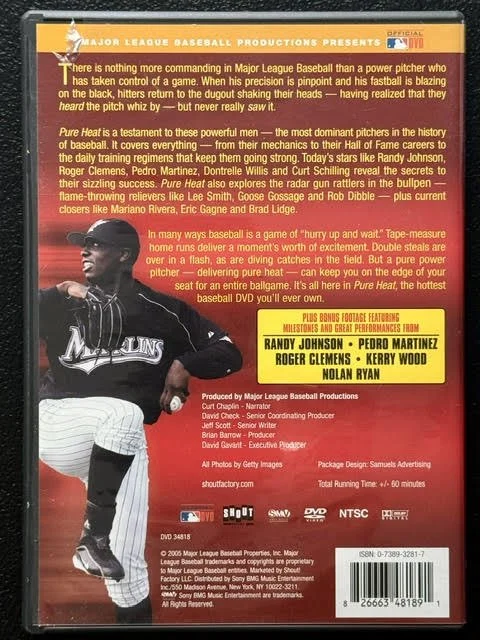 MAJOR LEAGUE BASEBALL PRODUCTIONS PRESENTS
OFFICIAL
DVD
There is nothing more commanding in Major League Baseball than a power pitcher who
has taken control of a game. When his precision is pinpoint and his fastball is blazing
on the black, hitters return to the dugout shaking their heads — having realized that they
heard the pitch whiz by — but never really saw it.
Pure Heat is a testament to these powerful men — the most dominant pitchers in the history
of baseball. It covers everything — from their mechanics to their Hall of Fame careers to
the daily training regimens that keep them going strong. Today's stars like Randy Johnson,
Roger Clemens, Pedro Martinez, Dontrelle Willis and Curt Schilling reveal the secrets to
their sizzling success. Pure Heat also explores the radar gun rattlers in the bullpen —
flame-throwing relievers like Lee Smith, Goose Gossage and Rob Dibble — plus current
closers like Mariano Rivera, Eric Gagne and Brad Lidge.
In many ways baseball is a game of "hurry up and wait." Tape-measure
home runs deliver a moment's worth of excitement. Double steals are
over in a flash, as are diving catches in the field. But a pure power
pitcher — delivering pure heat — can keep you on the edge of your
seat for an entire ballgame. It's all here in Pure Heat, the hottest
baseball DVD you'll ever own.
MARLINS
PLUS BONUS FOOTAGE FEATURING
MILESTONES AND GREAT PERFORMANCES FROM
RANDY JOHNSON • PEDRO MARTINEZ
ROGER CLEMENS • KERRY WOOD
NOLAN RYAN
Produced by Major League Baseball Productions
Curt Chaplin - Narrator
David Check - Senior Coordinating Producer
Jeff Scott - Senior Writer
Brian Barrow - Producer
David Gavant - Executive Producer
All Photos by Getty Images
Package Design: Samuels Advertising
shoutfactory.com
Total Running Time: +/- 60 minutes
DVD
SHOUT
SMV
DVD
VIDEO
NTSC
DOLBY
DIGITAL
DVD 34818
© 2005 Major League Baseball Properties, Inc. Major
League Baseball trademarks and copyrights are proprietary
to Major League Baseball entities. Marketed by Shout!
Factory LLC. Distributed by Sony BMG Music Entertainment
Inc./550 Madison Avenue, New York, NY 10022-3211.
SMV Sony BMG Music Entertainment
All Rights Reserved.
ISBN: 0-7389-3281-7
8 26663 48189 1